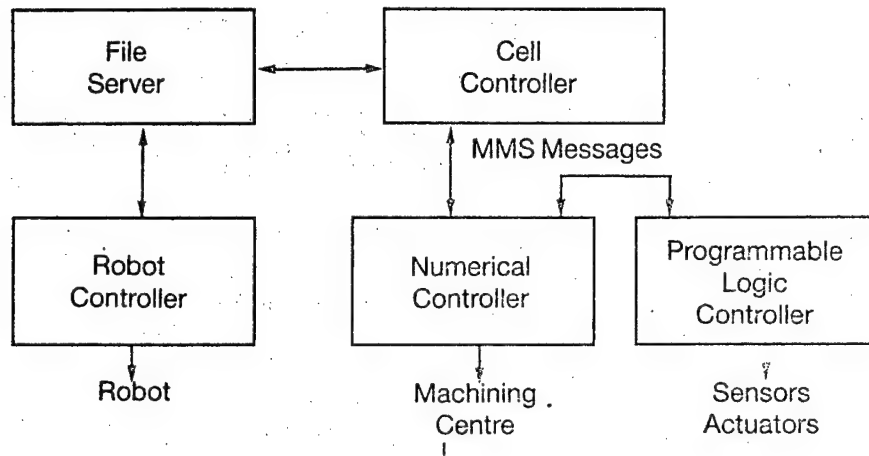 File
Server
Cell
Controller
MMS Messages
Robot
Controller
Numerical
Controller
Programmable
Logic
Controller
Robot
Machining
Centre
Sensors
Actuators